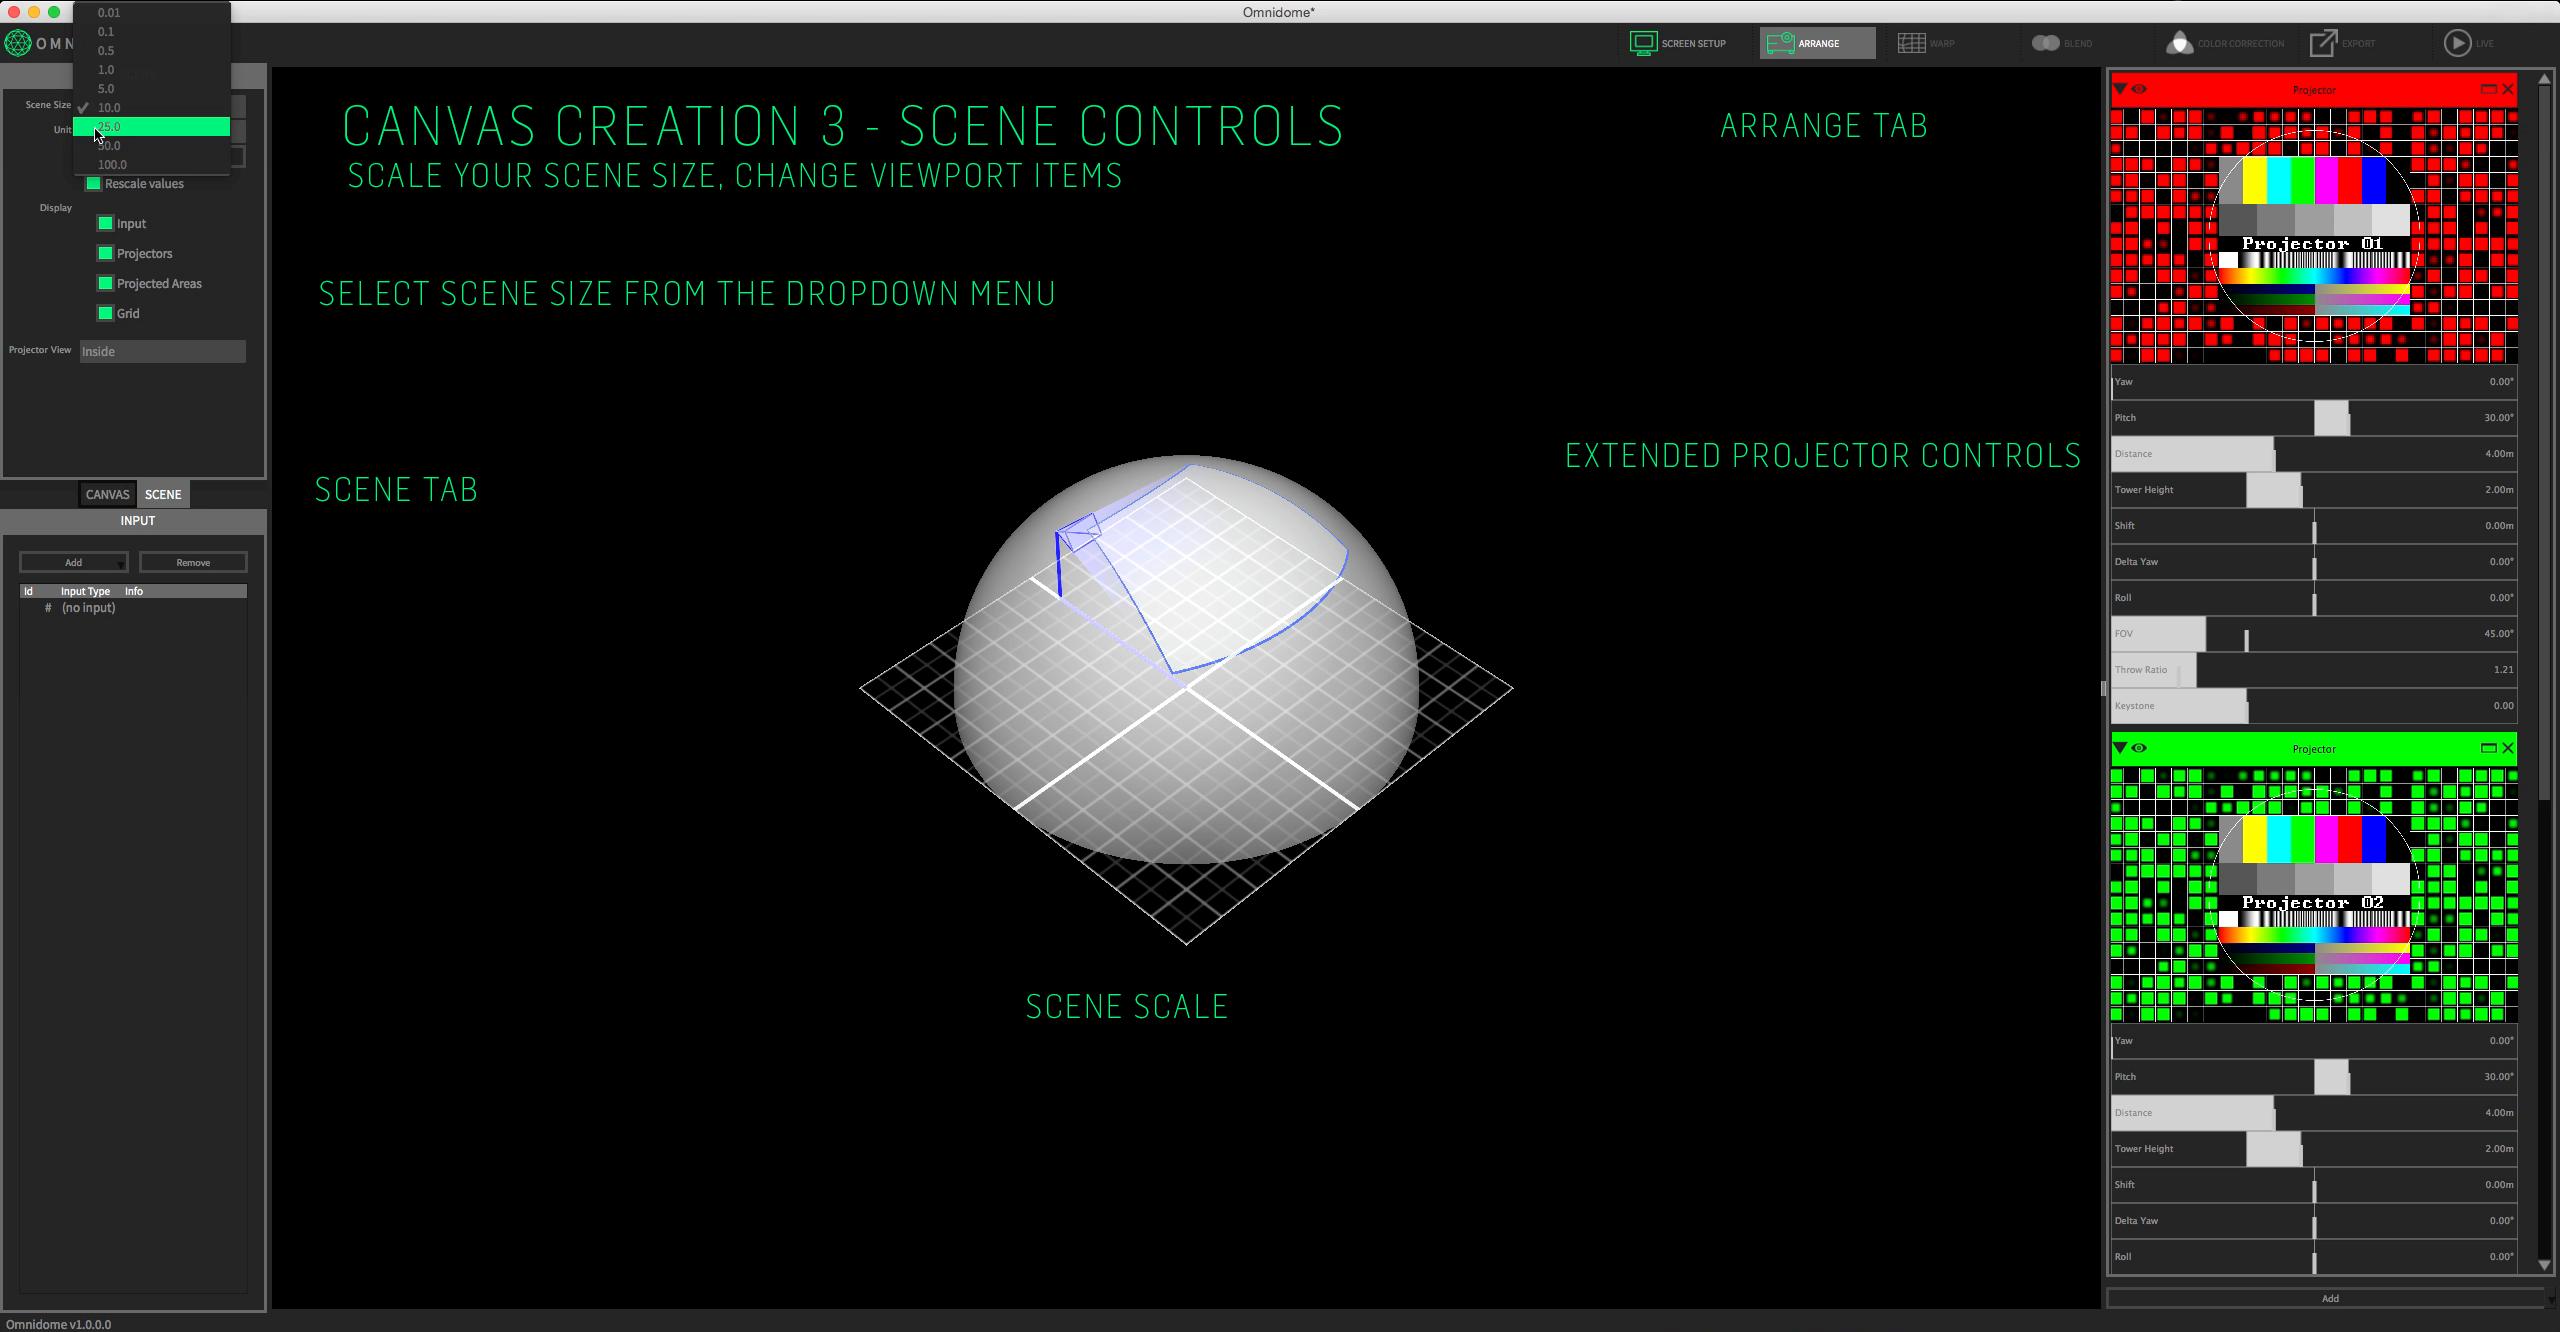 Omnidome*
OMN
SCREEN SETUP
ARRANGE
WARP
BLEND
COLOR CORRECTION
EXPORT
LIVE
0.01
0.1
0.5
1.0
5.0
10.0
25.0
50.0
100.0
Scene Size
Unit
Rescale values
Display
Input
Projectors
Projected Areas
Grid
Projector View
Inside
CANVAS
SCENE
INPUT
Add
Remove
Id Input Type Info
# (no input)
CANVAS CREATION 3 - SCENE CONTROLS
SCALE YOUR SCENE SIZE, CHANGE VIEWPORT ITEMS
ARRANGE TAB
SELECT SCENE SIZE FROM THE DROPDOWN MENU
EXTENDED PROJECTOR CONTROLS
SCENE TAB
SCENE SCALE
Projector
Projector 01
Yaw 0.00°
Pitch 30.00°
Distance 4.00m
Tower Height 2.00m
Shift 0.00m
Delta Yaw 0.00°
Roll 0.00°
FOV 45.00°
Throw Ratio 1.21
Keystone 0.00
Projector
Projector 02
Yaw 0.00°
Pitch 30.00°
Distance 4.00m
Tower Height 2.00m
Shift 0.00m
Delta Yaw 0.00°
Roll 0.00°
Add
Omnidome v1.0.0.0